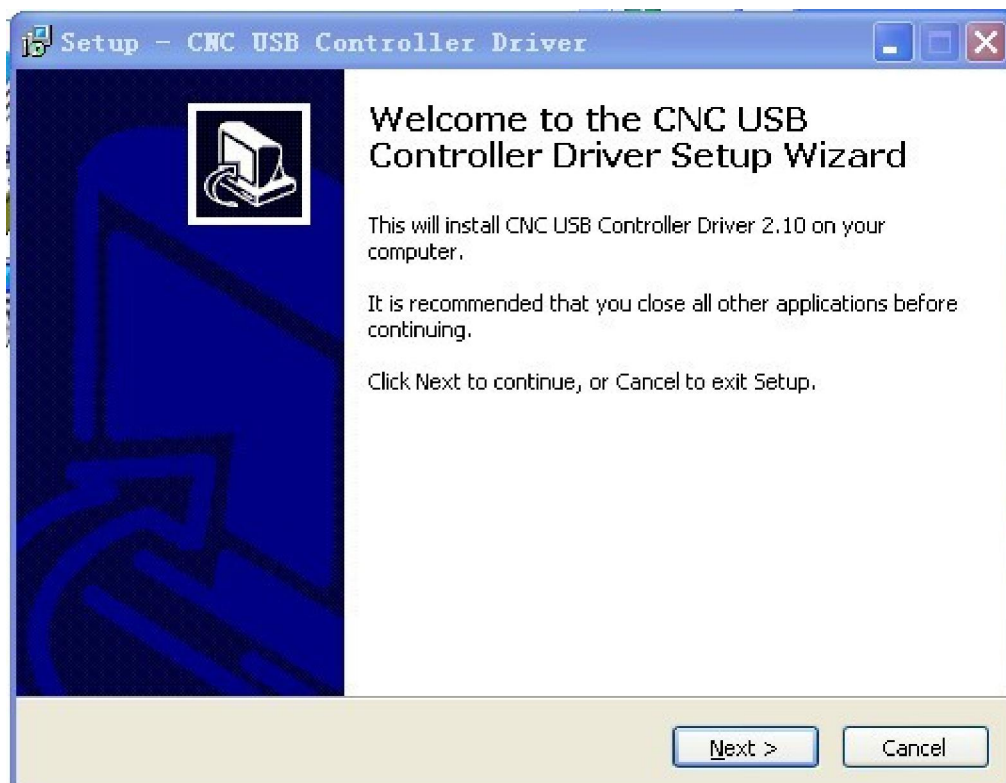 Setup - CNC USB Controller Driver
Welcome to the CNC USB
Controller Driver Setup Wizard
This will install CNC USB Controller Driver 2.10 on your
computer.
It is recommended that you close all other applications before
continuing.
Click Next to continue, or Cancel to exit Setup.
Next >
Cancel